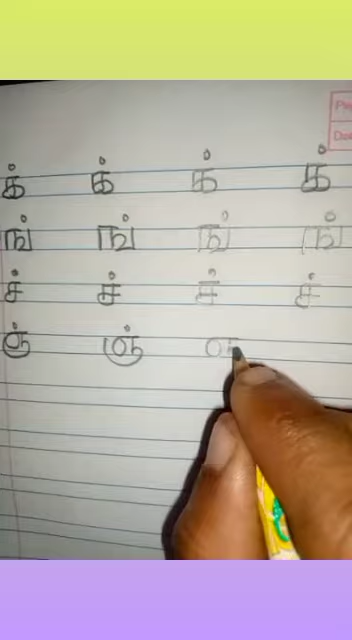 க் க் க் க்
ங் ங் ங் ங்
ச் ச் ச் ச்
ஞ் ஞ்